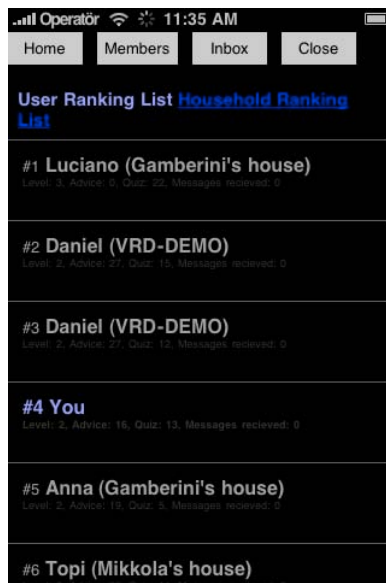 Operatör 11:35 AM
Home Members Inbox Close
User Ranking List Household Ranking
List
#1 Luciano (Gamberini's house)
Level: 3, Advice: 0, Quiz: 22, Messages recieved: 0
#2 Daniel (VRD-DEMO)
Level: 2, Advice: 27, Quiz: 15, Messages recieved: 0
#3 Daniel (VRD-DEMO)
Level: 2, Advice: 27, Quiz: 12, Messages recieved: 0
#4 You
Level: 2, Advice: 16, Quiz: 13, Messages recieved: 0
#5 Anna (Gamberini's house)
Level: 2, Advice: 19, Quiz: 5, Messages recieved: 0
#6 Topi (Mikkola's house)